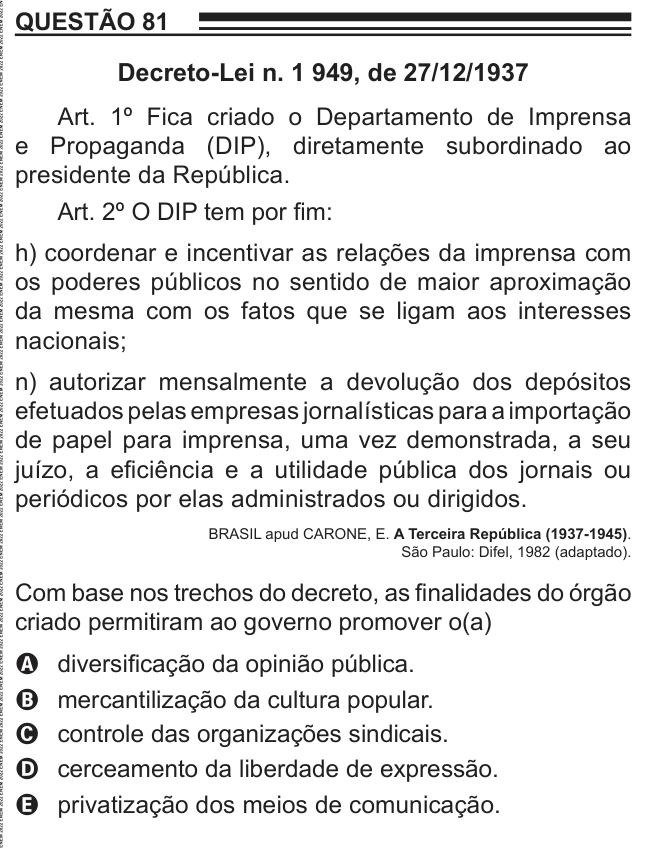 QUESTÃO 81
Decreto-Lei n. 1 949, de 27/12/1937
Art. 1º Fica criado o Departamento de Imprensa
e Propaganda (DIP), diretamente subordinado ao
presidente da República.
Art. 2º O DIP tem por fim:
h) coordenar e incentivar as relações da imprensa com
os poderes públicos no sentido de maior aproximação
da mesma com os fatos que se ligam aos interesses
nacionais;
n) autorizar mensalmente a devolução dos depósitos
efetuados pelas empresas jornalísticas para a importação
de papel para imprensa, uma vez demonstrada, a seu
juízo, a eficiência e a utilidade pública dos jornais ou
periódicos por elas administrados ou dirigidos.
BRASIL apud CARONE, E. A Terceira República (1937-1945).
São Paulo: Difel, 1982 (adaptado).
Com base nos trechos do decreto, as finalidades do órgão
criado permitiram ao governo promover o(a)
A diversificação da opinião pública.
B mercantilização da cultura popular.
C controle das organizações sindicais.
D cerceamento da liberdade de expressão.
E privatização dos meios de comunicação.